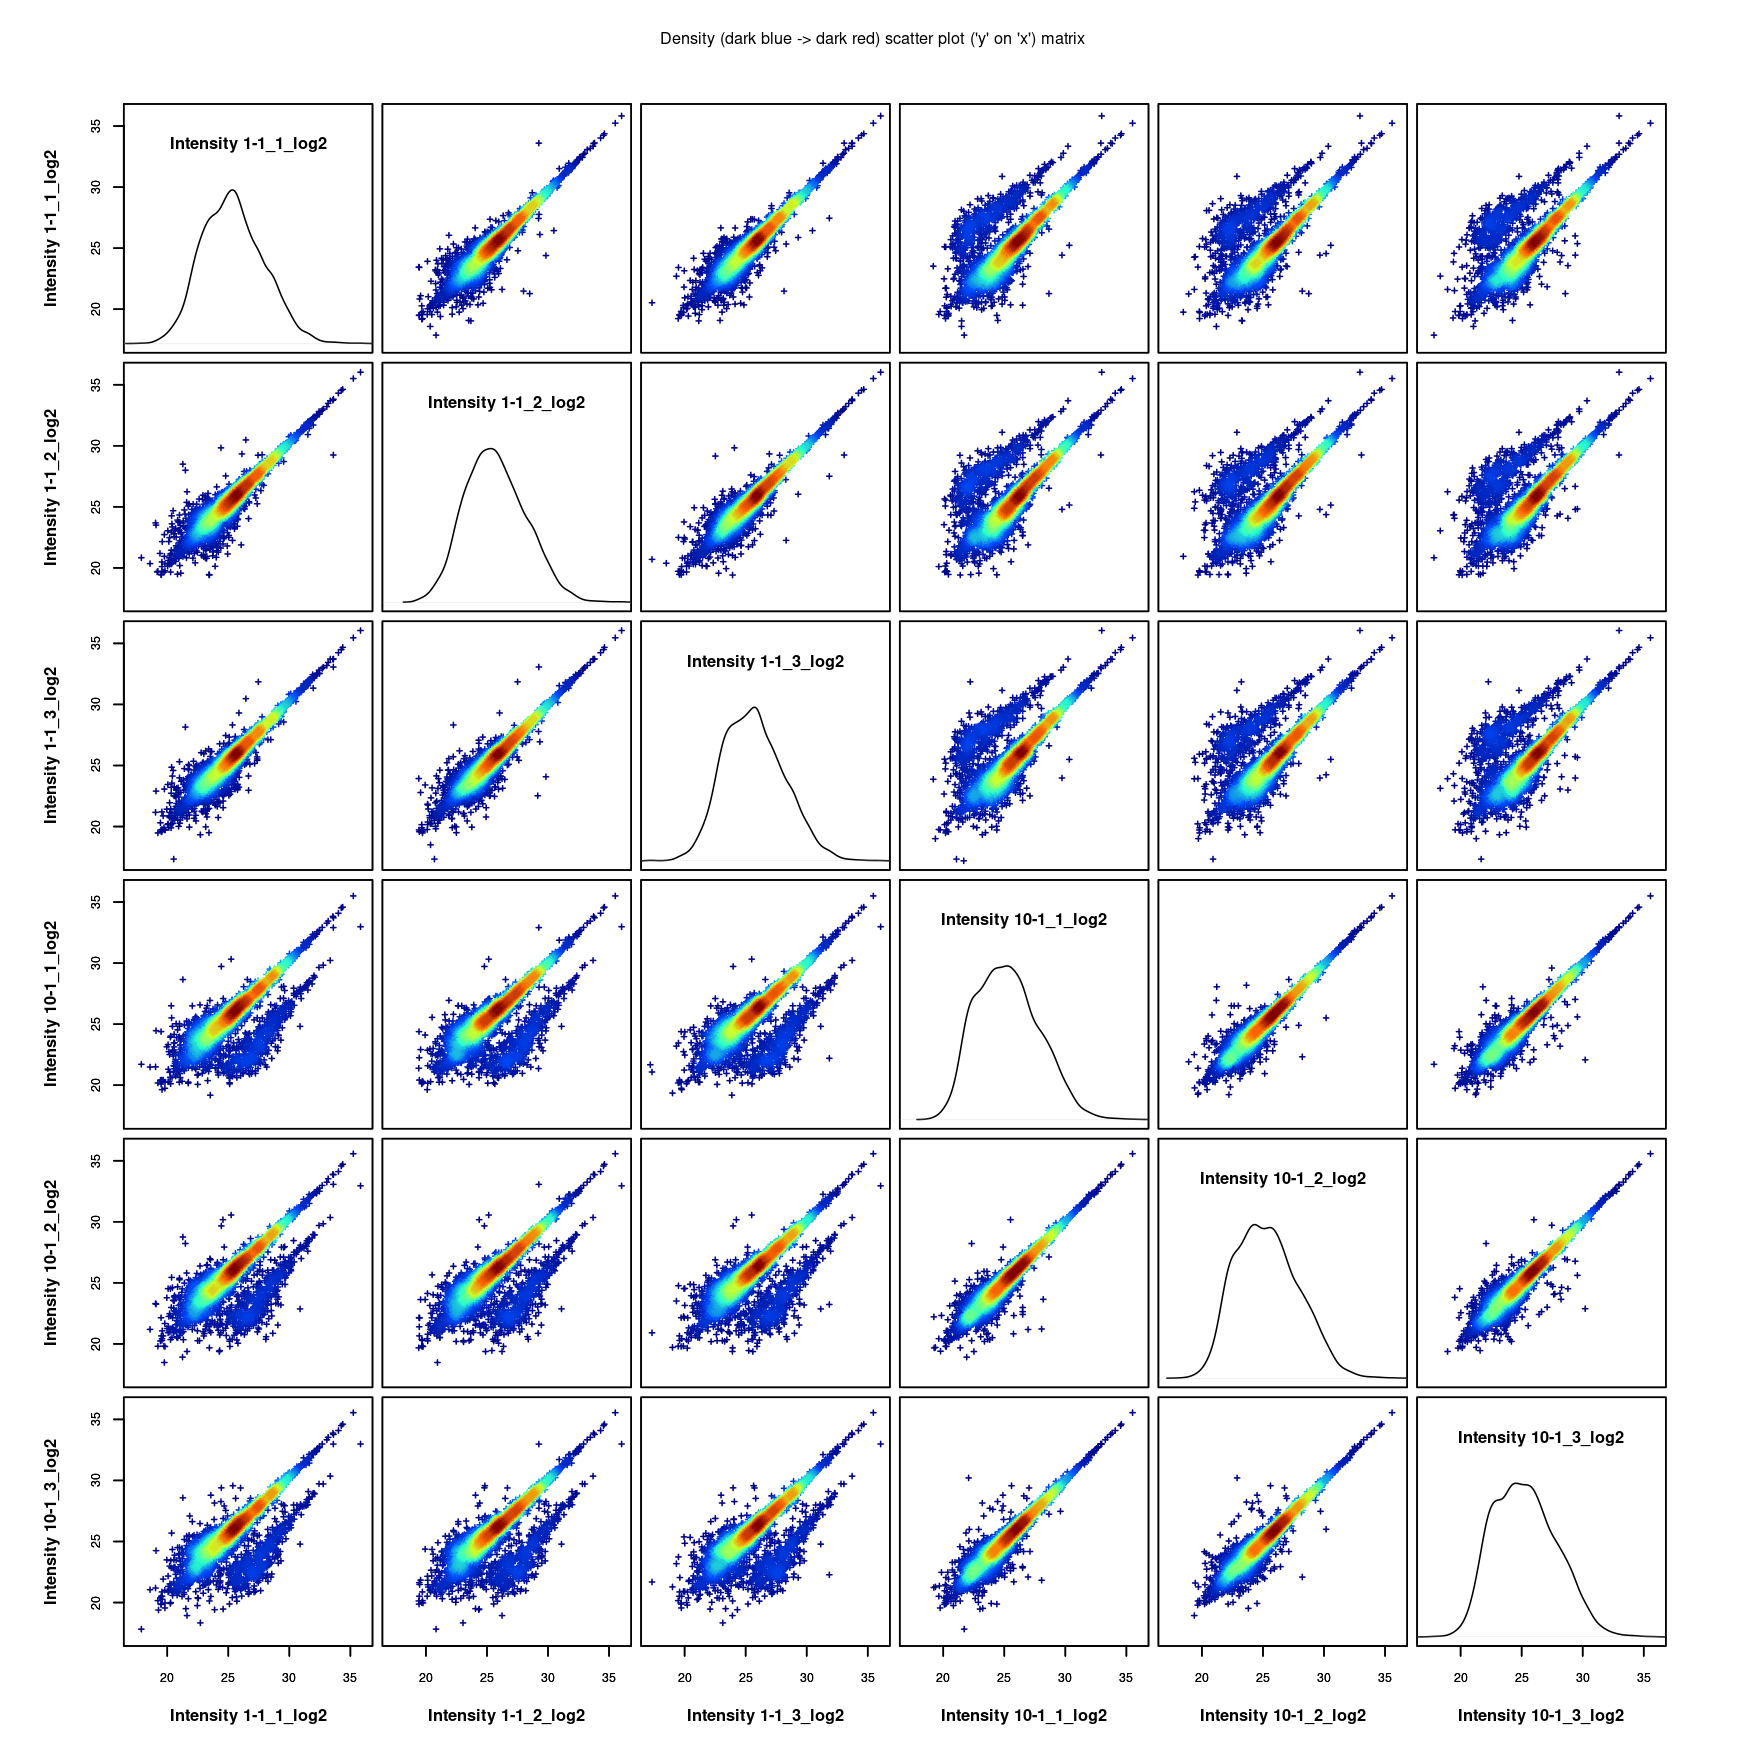 Density (dark blue -> dark red) scatter plot ('y' on 'x') matrix
Intensity 1-1_1_log2
35
30
25
20
Intensity 1-1_1_log2
Intensity 1-1_2_log2
35
30
25
20
Intensity 1-1_2_log2
Intensity 1-1_3_log2
35
30
25
20
Intensity 1-1_3_log2
Intensity 10-1_1_log2
35
30
25
20
Intensity 10-1_1_log2
Intensity 10-1_2_log2
35
30
25
20
Intensity 10-1_2_log2
Intensity 10-1_3_log2
35
30
25
20
Intensity 10-1_3_log2
20 25 30 35 20 25 30 35 20 25 30 35 20 25 30 35 20 25 30 35 20 25 30 35
Intensity 1-1_1_log2 Intensity 1-1_2_log2 Intensity 1-1_3_log2 Intensity 10-1_1_log2 Intensity 10-1_2_log2 Intensity 10-1_3_log2